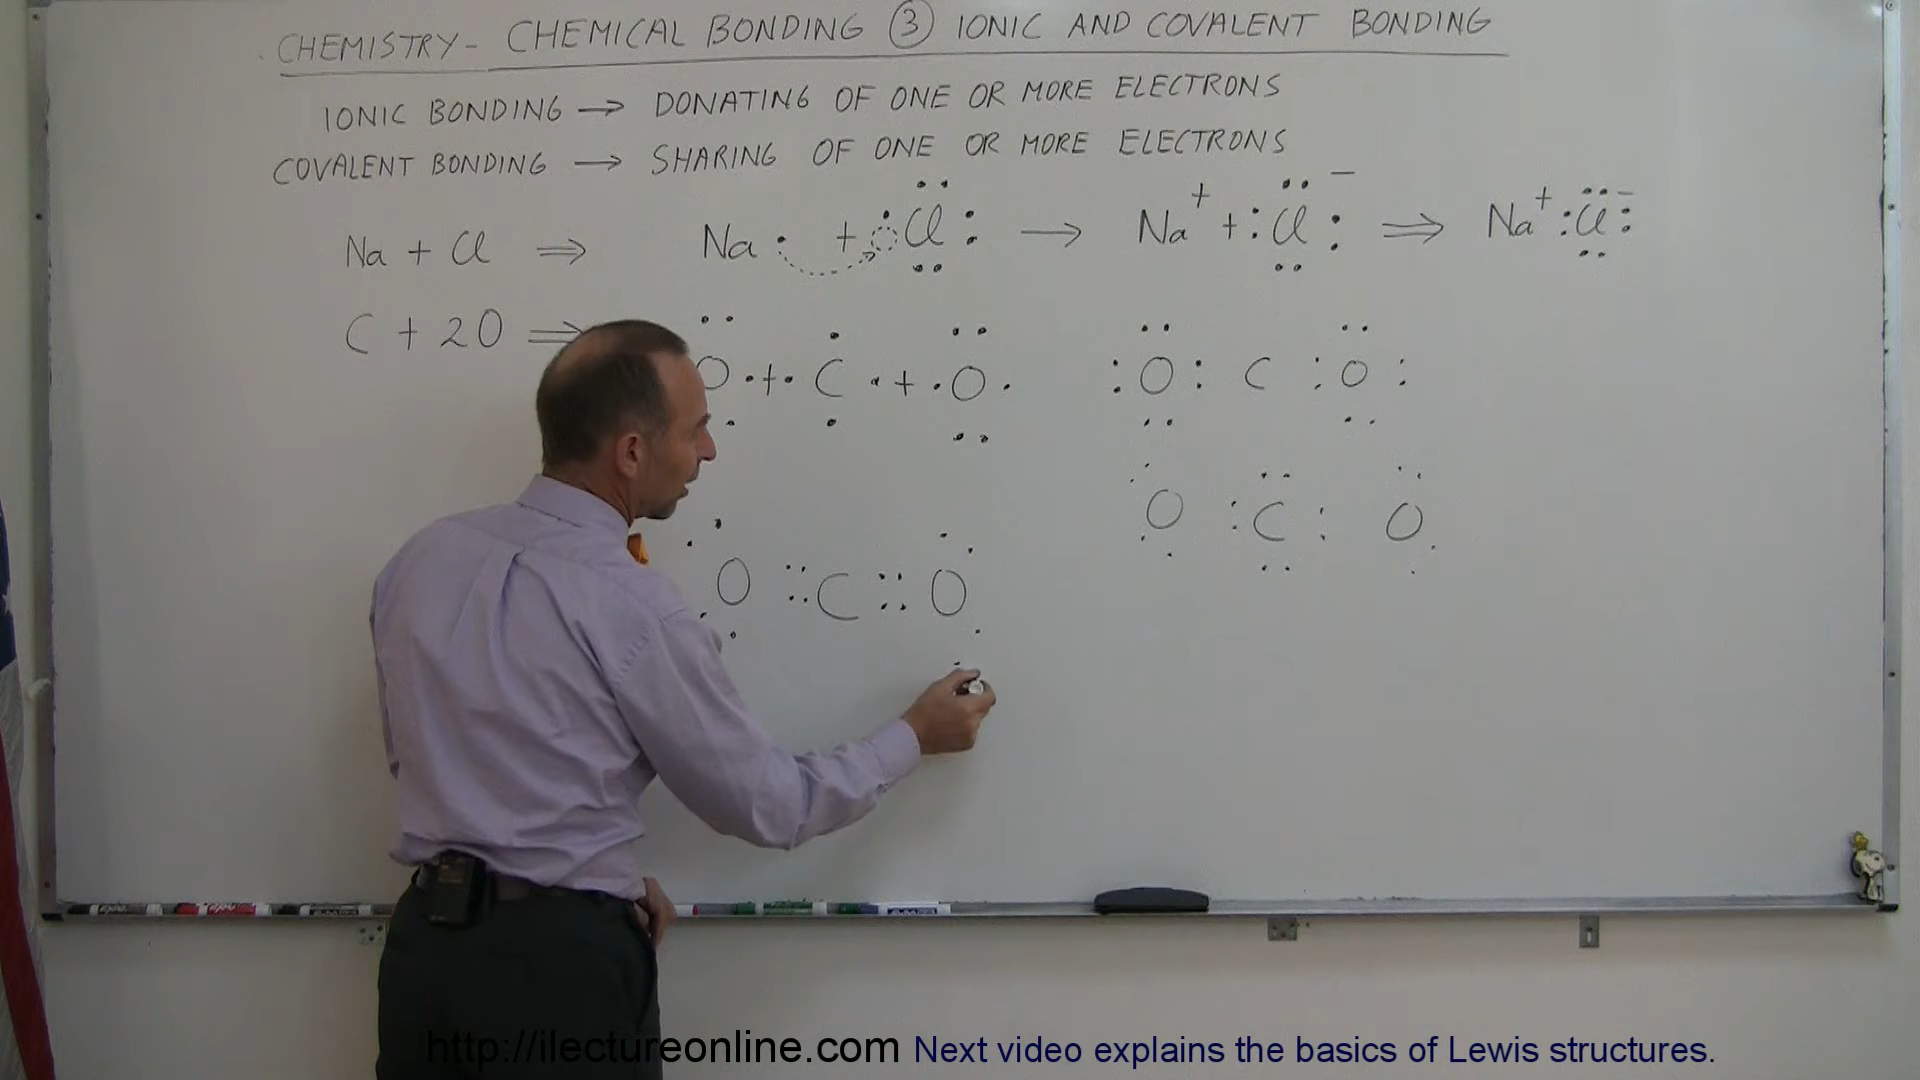 CHEMISTRY - CHEMICAL BONDING ③ IONIC AND COVALENT BONDING
IONIC BONDING → DONATING OF ONE OR MORE ELECTRONS
COVALENT BONDING → SHARING OF ONE OR MORE ELECTRONS
Na + Cl ⇒ Na· + :Cl: → Na⁺ + :Cl:⁻ ⇒ Na⁺ :Cl:⁻
C + 2O ⇒ O· + ·C· + ·O· :O: C :O:
O :C: O
O :: C :: O
http://ilectureonline.com Next video explains the basics of Lewis structures.